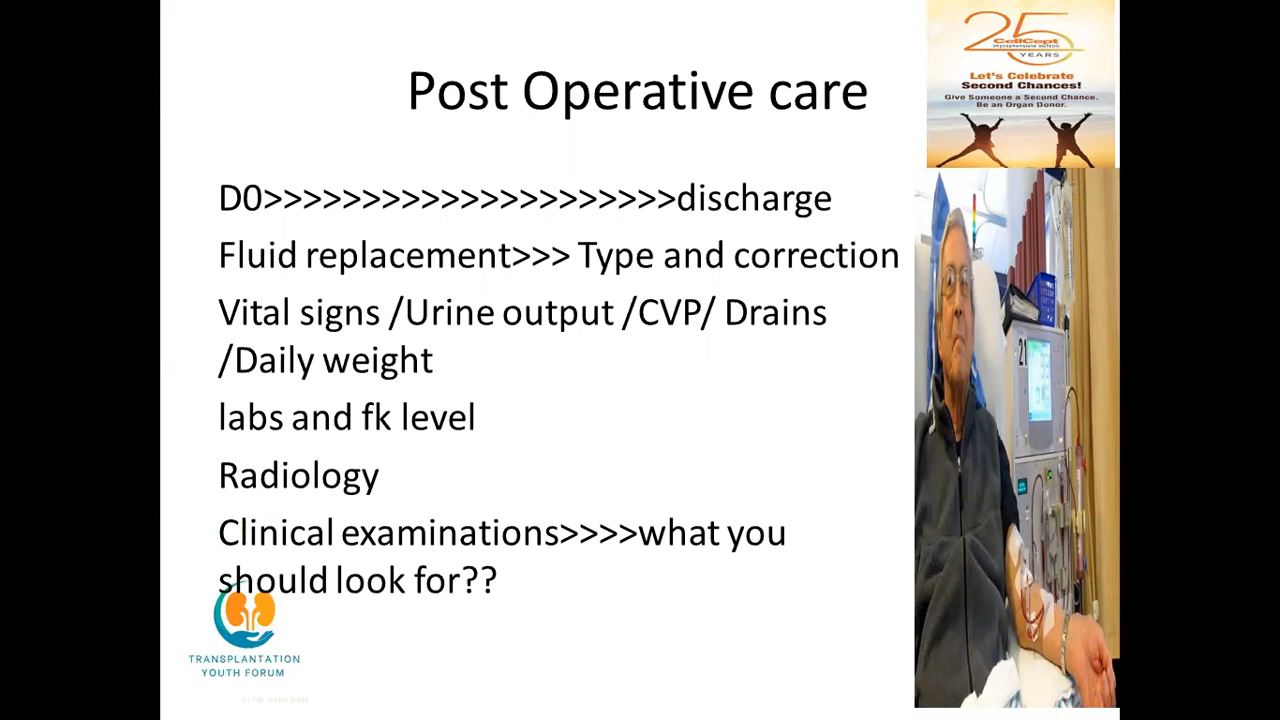 Post Operative care
D0>>>>>>>>>>>>>>>>>>>>>discharge
Fluid replacement>>> Type and correction
Vital signs /Urine output /CVP/ Drains
/Daily weight
labs and fk level
Radiology
Clinical examinations>>>>what you
should look for??
TRANSPLANTATION
YOUTH FORUM
25
CellCept
(mycophenolate mofetil)
YEARS
Let's Celebrate
Second Chances!
Give Someone a Second Chance.
Be an Organ Donor.
21